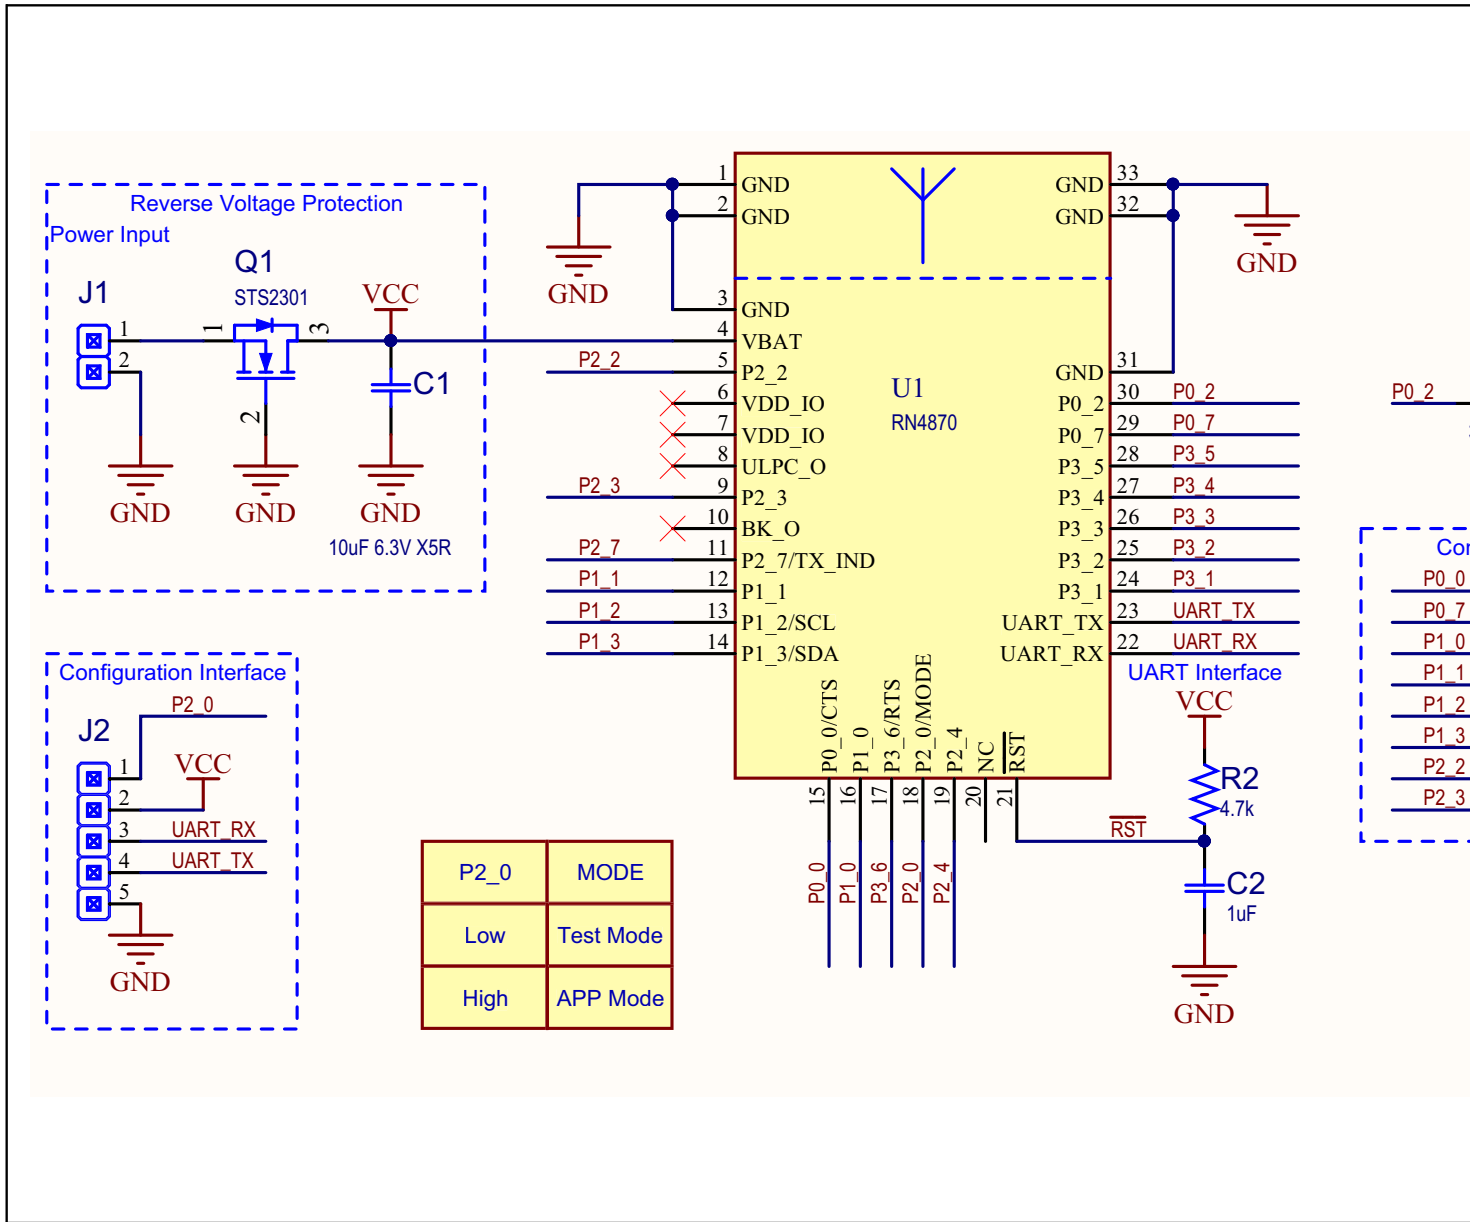 Reverse Voltage Protection
Power Input
J1
1
2
Q1
STS2301
1
3
2
VCC
C1
10uF 6.3V X5R
GND
GND
GND
Configuration Interface
J2
P2_0
VCC
1
2
3 UART_RX
4 UART_TX
5
GND
P2_0 MODE
Low Test Mode
High APP Mode
GND
1 GND
2 GND
3 GND
4 VBAT
P2_2 5 P2_2
6 VDD_IO
7 VDD_IO
8 ULPC_O
P2_3 9 P2_3
10 BK_O
P2_7 11 P2_7/TX_IND
P1_1 12 P1_1
P1_2 13 P1_2/SCL
P1_3 14 P1_3/SDA
U1
RN4870
GND 33
GND 32
GND
GND 31
P0_2 30 P0_2
P0_7 29 P0_7
P3_5 28 P3_5
P3_4 27 P3_4
P3_3 26 P3_3
P3_2 25 P3_2
P3_1 24 P3_1
UART_TX 23 UART_TX
UART_RX 22 UART_RX
UART Interface
P0_0/CTS 15 P0_0
P1_0 16 P1_0
P3_6/RTS 17 P3_6
P2_0/MODE 18 P2_0
P2_4 19 P2_4
NC 20
RST 21
RST
VCC
R2
4.7k
C2
1uF
GND
P0_2
P0_0
P0_7
P1_0
P1_1
P1_2
P1_3
P2_2
P2_3